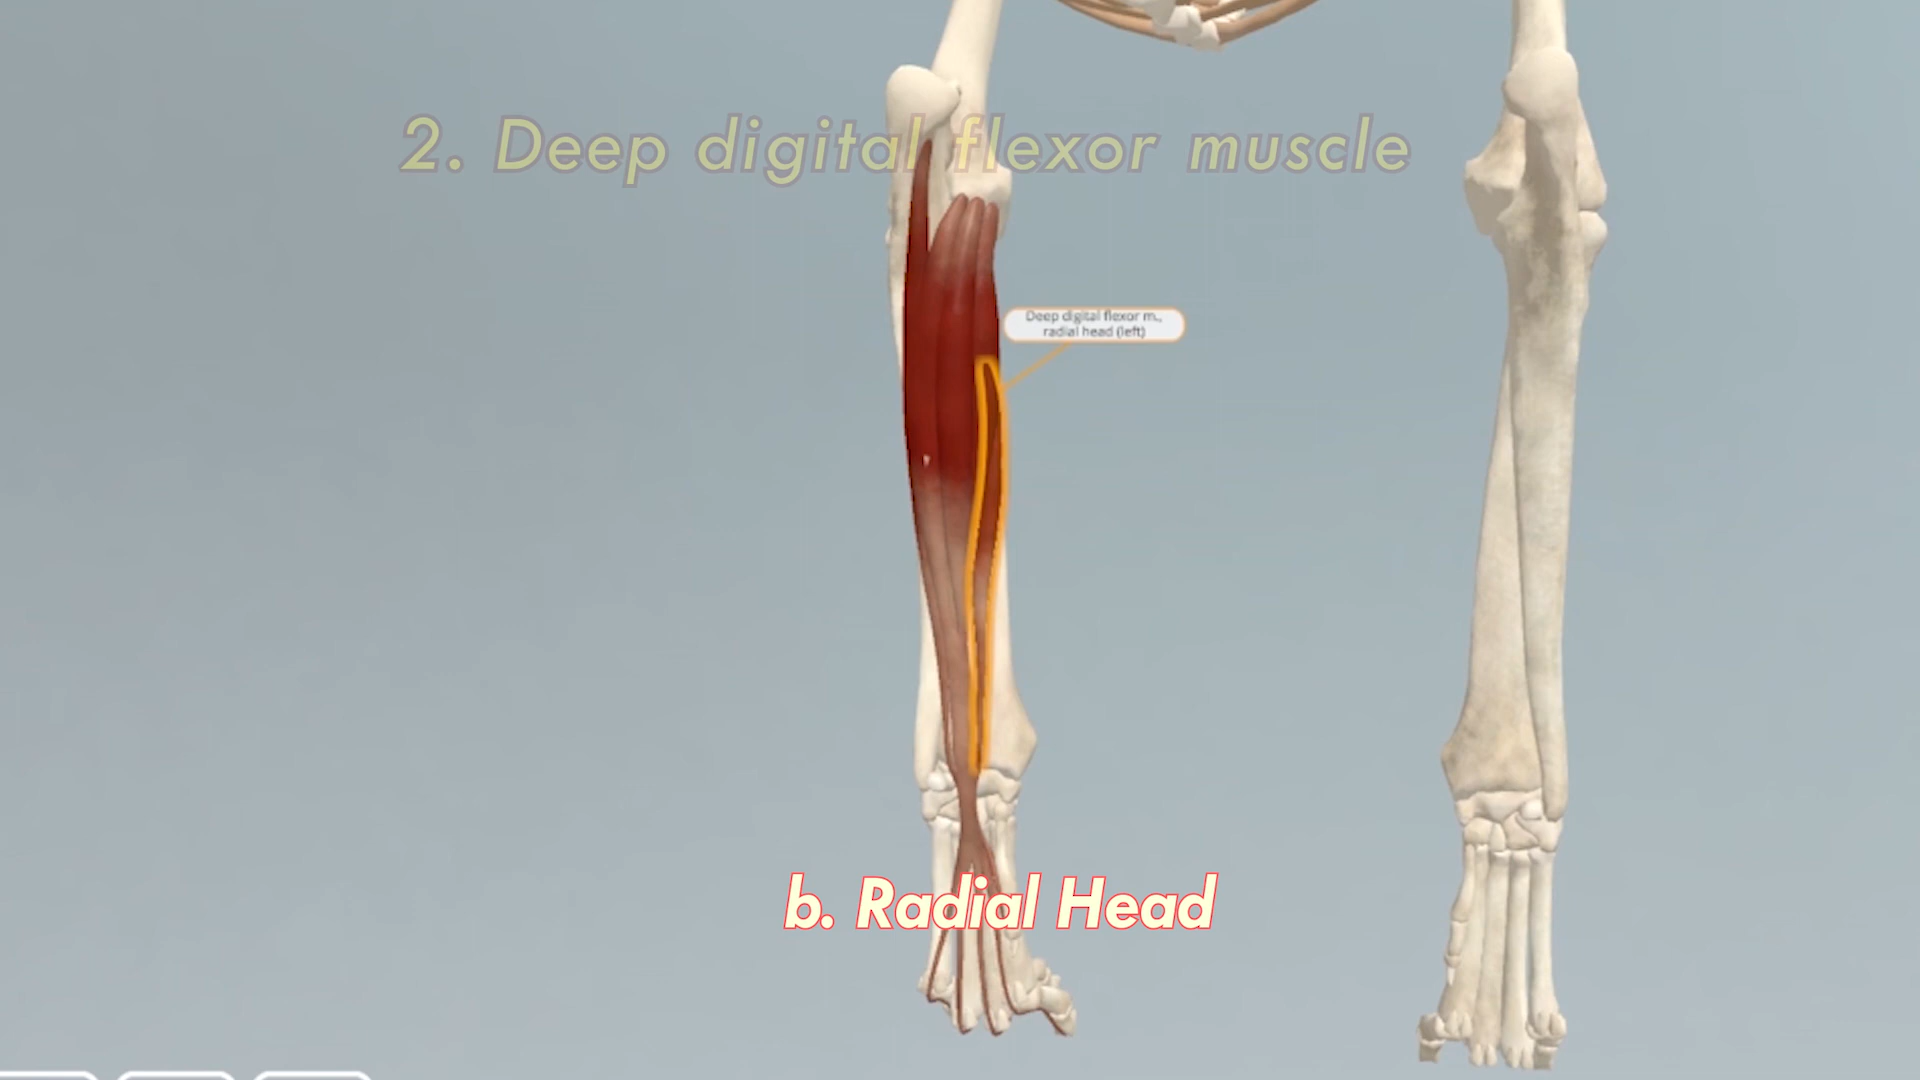 2. Deep digital flexor muscle
Deep digital flexor m.,
radial head (left)
b. Radial Head